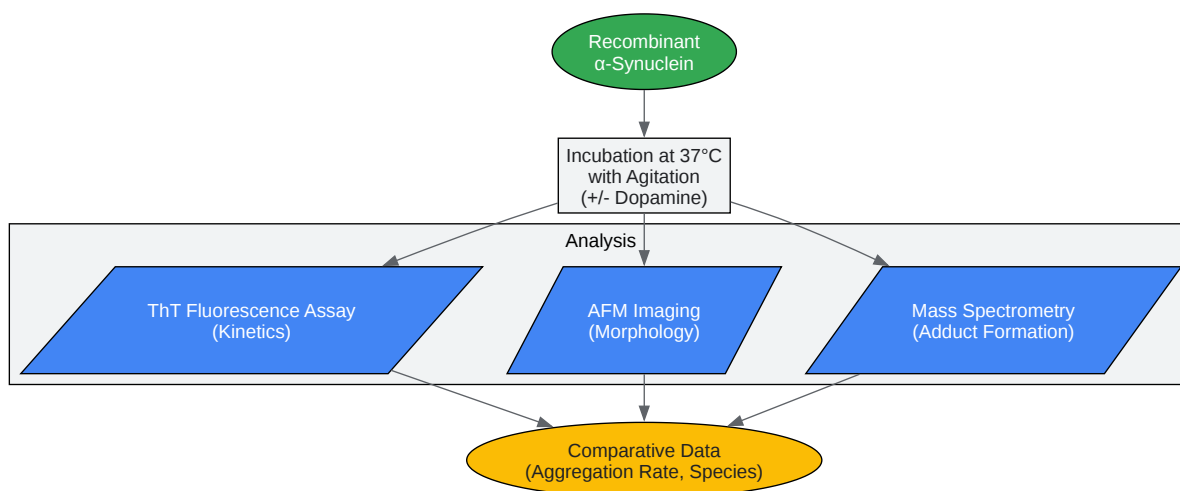 Recombinant
α-Synuclein
Incubation at 37°C
with Agitation
(+/- Dopamine)
Analysis
ThT Fluorescence Assay
(Kinetics)
AFM Imaging
(Morphology)
Mass Spectrometry
(Adduct Formation)
Comparative Data
(Aggregation Rate, Species)